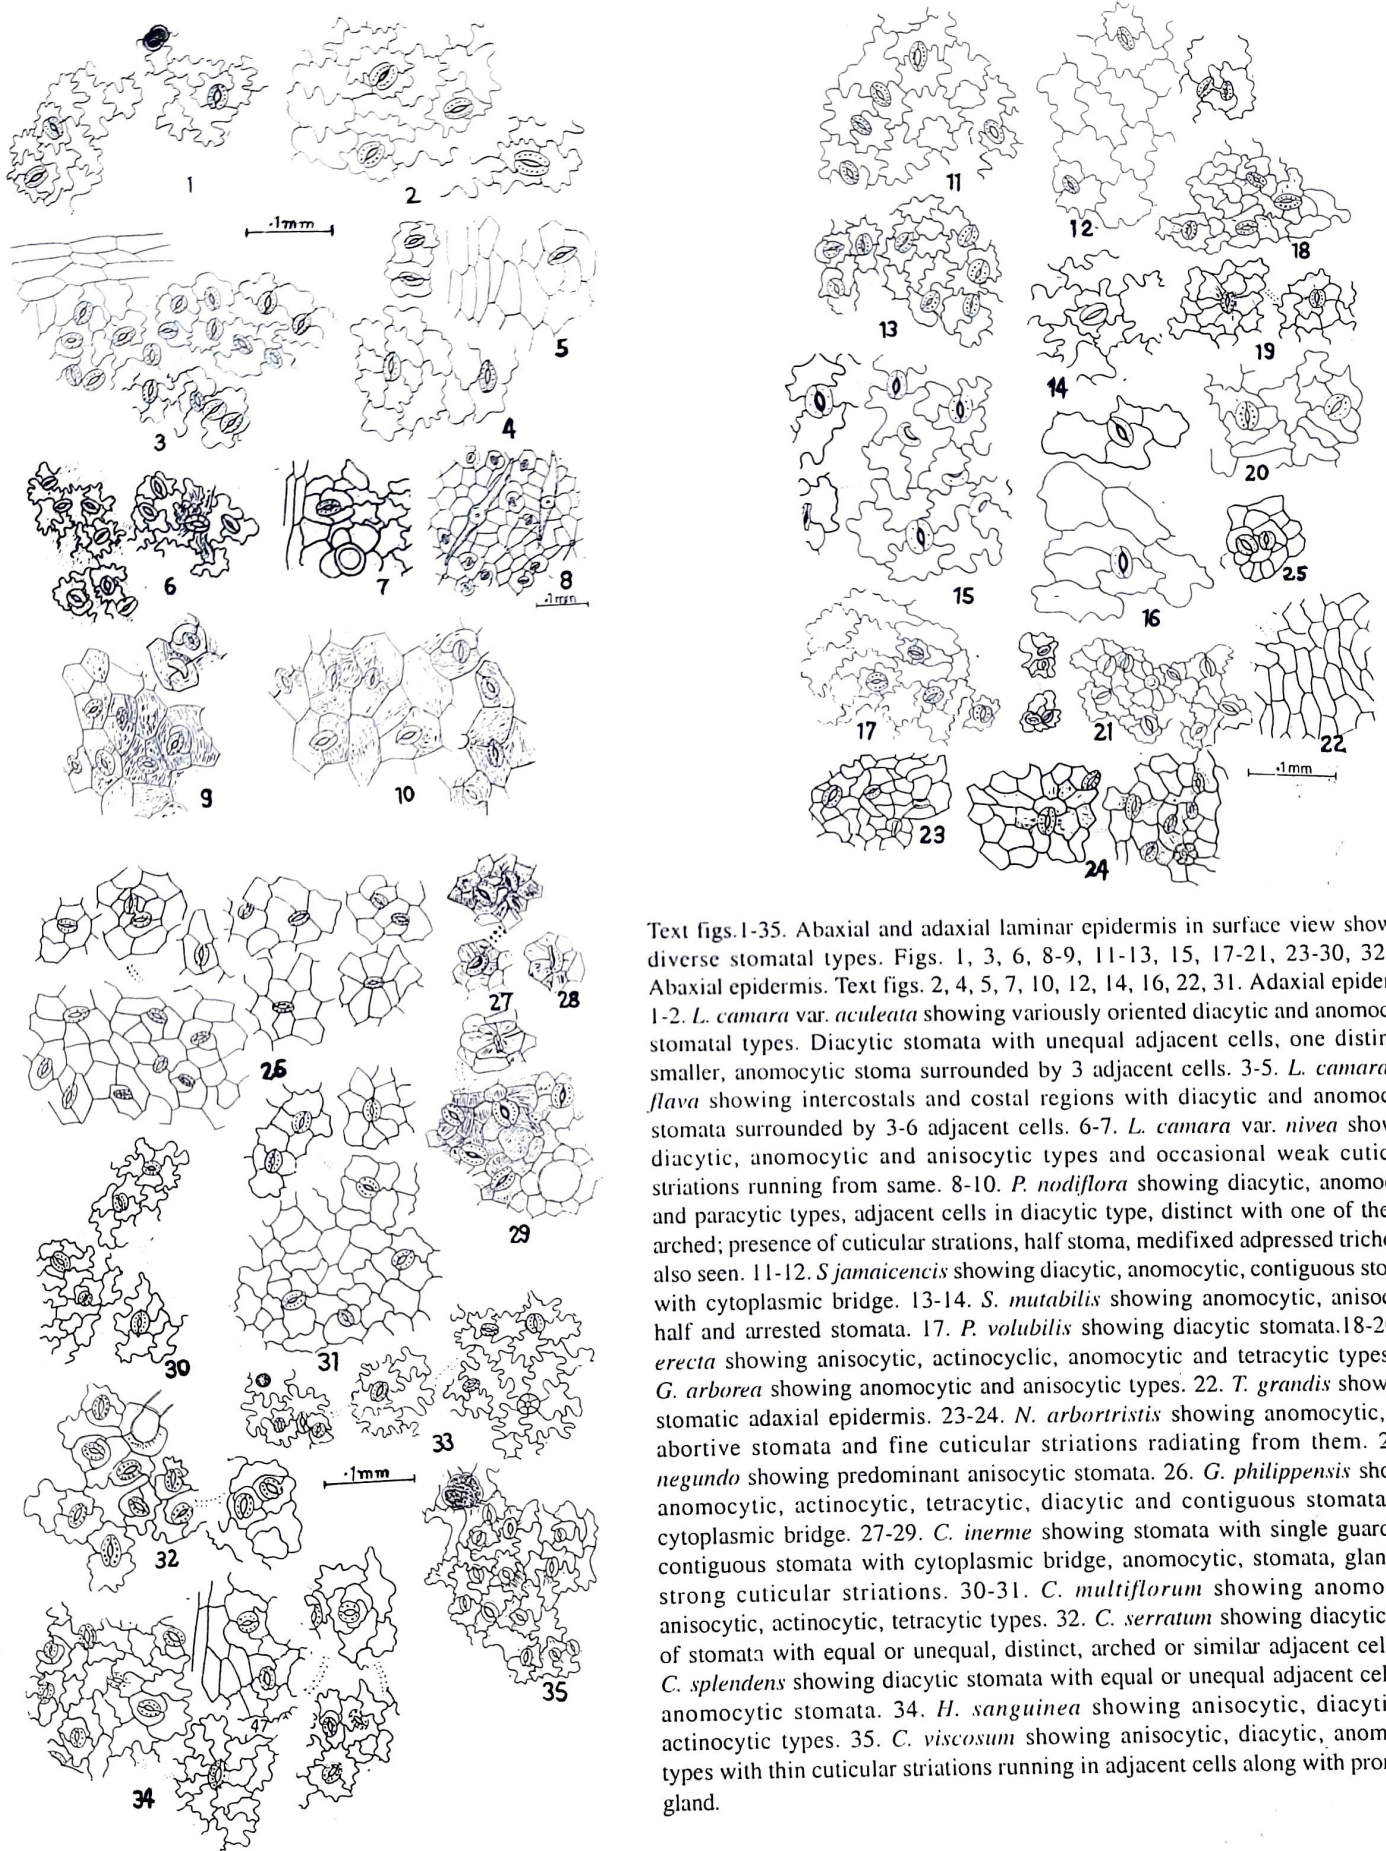 1
2
.1mm
3
4
5
6
7
8
.1mm
9
10
11
12
13
14
15
16
17
18
19
20
21
22
23
24
25
.1mm
26
27
28
29
30
31
32
33
.1mm
34
47
35
Text figs.1-35. Abaxial and adaxial laminar epidermis in surface view show
diverse stomatal types. Figs. 1, 3, 6, 8-9, 11-13, 15, 17-21, 23-30, 32
Abaxial epidermis. Text figs. 2, 4, 5, 7, 10, 12, 14, 16, 22, 31. Adaxial epide
1-2. L. camara var. aculeata showing variously oriented diacytic and anomoc
stomatal types. Diacytic stomata with unequal adjacent cells, one distin
smaller, anomocytic stoma surrounded by 3 adjacent cells. 3-5. L. camara
flava showing intercostals and costal regions with diacytic and anomoc
stomata surrounded by 3-6 adjacent cells. 6-7. L. camara var. nivea show
diacytic, anomocytic and anisocytic types and occasional weak cutic
striations running from same. 8-10. P. nodiflora showing diacytic, anomo
and paracytic types, adjacent cells in diacytic type, distinct with one of the
arched; presence of cuticular strations, half stoma, medifixed adpressed tricho
also seen. 11-12. S jamaicencis showing diacytic, anomocytic, contiguous sto
with cytoplasmic bridge. 13-14. S. mutabilis showing anomocytic, anisoc
half and arrested stomata. 17. P. volubilis showing diacytic stomata.18-2
erecta showing anisocytic, actinocyclic, anomocytic and tetracytic types
G. arborea showing anomocytic and anisocytic types. 22. T. grandis show
stomatic adaxial epidermis. 23-24. N. arbortristis showing anomocytic,
abortive stomata and fine cuticular striations radiating from them. 2
negundo showing predominant anisocytic stomata. 26. G. philippensis sho
anomocytic, actinocytic, tetracytic, diacytic and contiguous stomata
cytoplasmic bridge. 27-29. C. inerme showing stomata with single guard
contiguous stomata with cytoplasmic bridge, anomocytic, stomata, glan
strong cuticular striations. 30-31. C. multiflorum showing anomo
anisocytic, actinocytic, tetracytic types. 32. C. serratum showing diacytic
of stomata with equal or unequal, distinct, arched or similar adjacent cel
C. splendens showing diacytic stomata with equal or unequal adjacent cel
anomocytic stomata. 34. H. sanguinea showing anisocytic, diacyti
actinocytic types. 35. C. viscosum showing anisocytic, diacytic, anom
types with thin cuticular striations running in adjacent cells along with pro
gland.